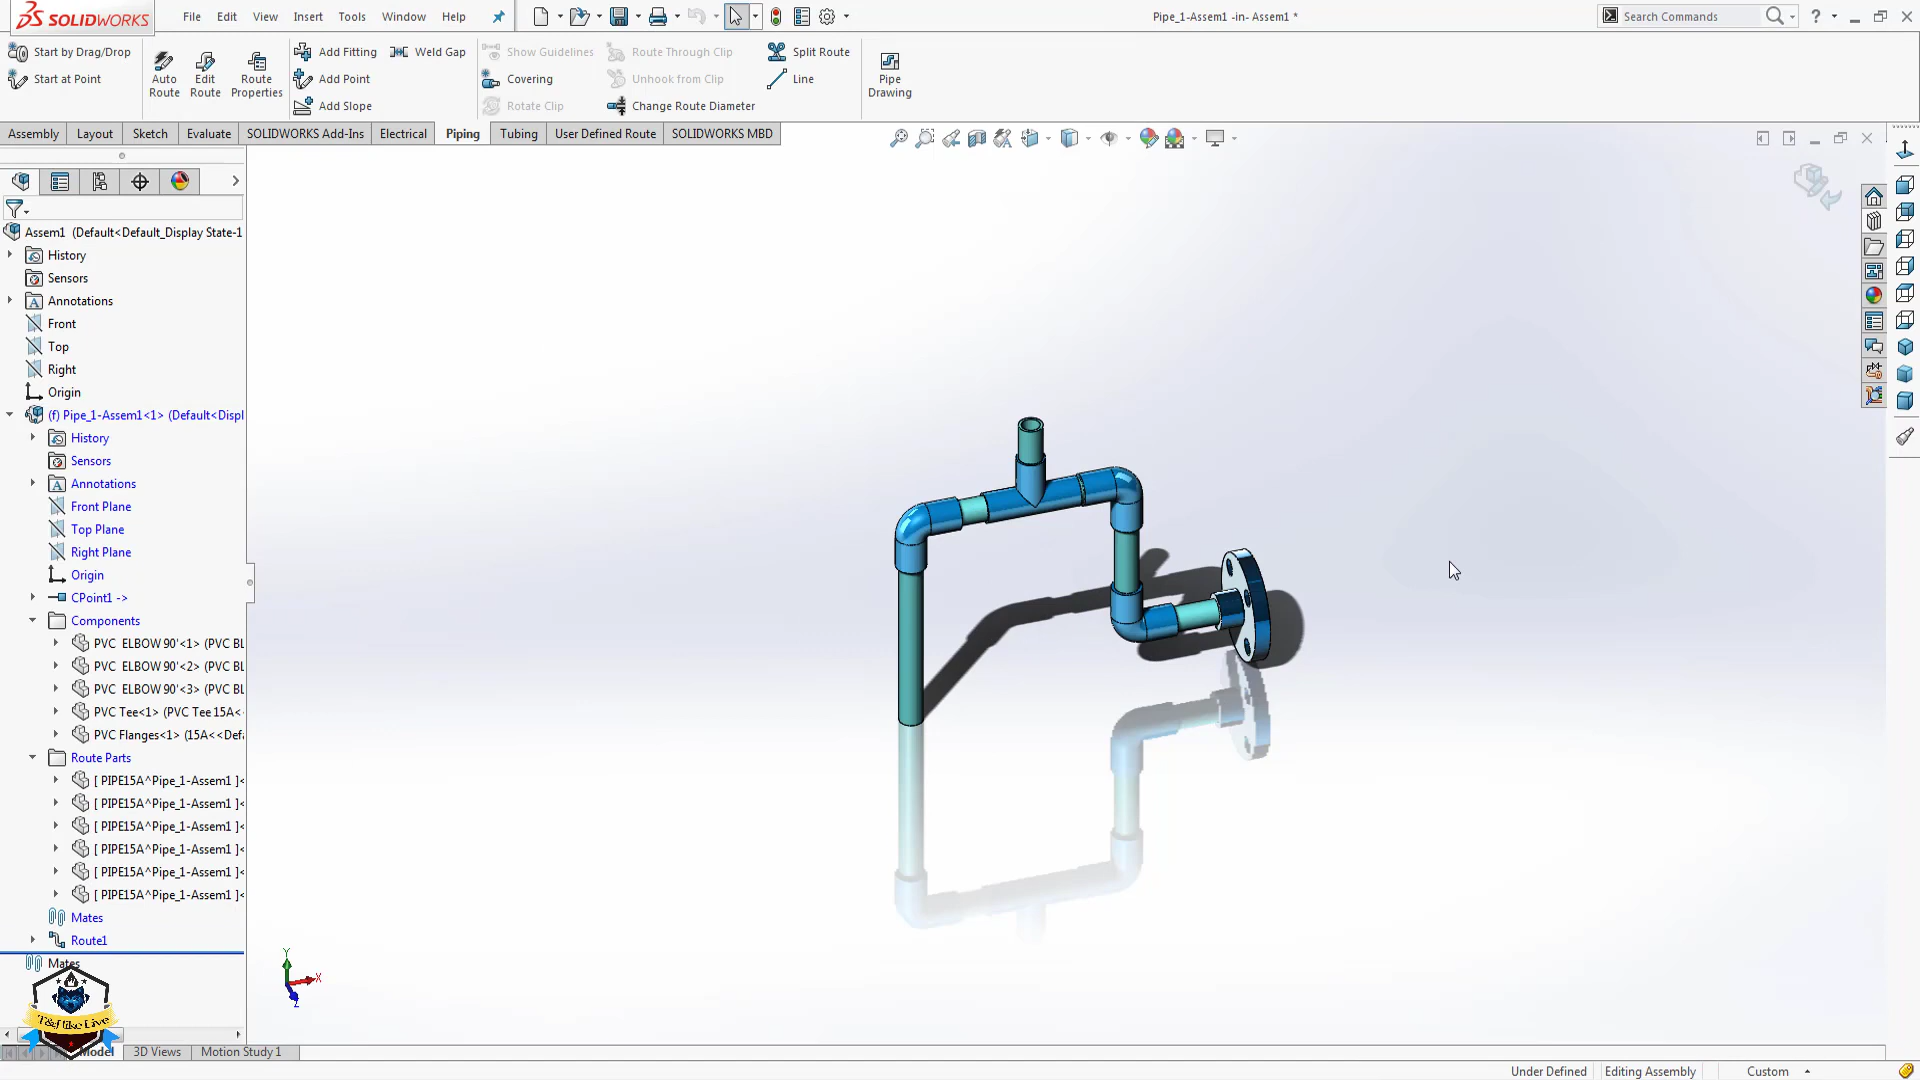 SOLIDWORKS
File Edit View Insert Tools Window Help
Pipe_1-Assem1 -in- Assem1 *
Search Commands
Start by Drag/Drop
Start at Point
Auto Route
Edit Route
Route Properties
Add Fitting
Weld Gap
Add Point
Add Slope
Show Guidelines
Covering
Rotate Clip
Route Through Clip
Unhook from Clip
Change Route Diameter
Split Route
Line
Pipe Drawing
Assembly Layout Sketch Evaluate SOLIDWORKS Add-Ins Electrical Piping Tubing User Defined Route SOLIDWORKS MBD
Assem1 (Default<Default_Display State-1
History
Sensors
Annotations
Front
Top
Right
Origin
(f) Pipe_1-Assem1<1> (Default<Displ
History
Sensors
Annotations
Front Plane
Top Plane
Right Plane
Origin
CPoint1 ->
Components
PVC ELBOW 90'<1> (PVC BL
PVC ELBOW 90'<2> (PVC BL
PVC ELBOW 90'<3> (PVC BL
PVC Tee<1> (PVC Tee 15A<
PVC Flanges<1> (15A<<Defa
Route Parts
[ PIPE15A^Pipe_1-Assem1 ]<
[ PIPE15A^Pipe_1-Assem1 ]<
[ PIPE15A^Pipe_1-Assem1 ]<
[ PIPE15A^Pipe_1-Assem1 ]<
[ PIPE15A^Pipe_1-Assem1 ]<
[ PIPE15A^Pipe_1-Assem1 ]<
Mates
Route1
Mates
Y
X
Z
T&f like Live
Model 3D Views Motion Study 1
Under Defined Editing Assembly Custom